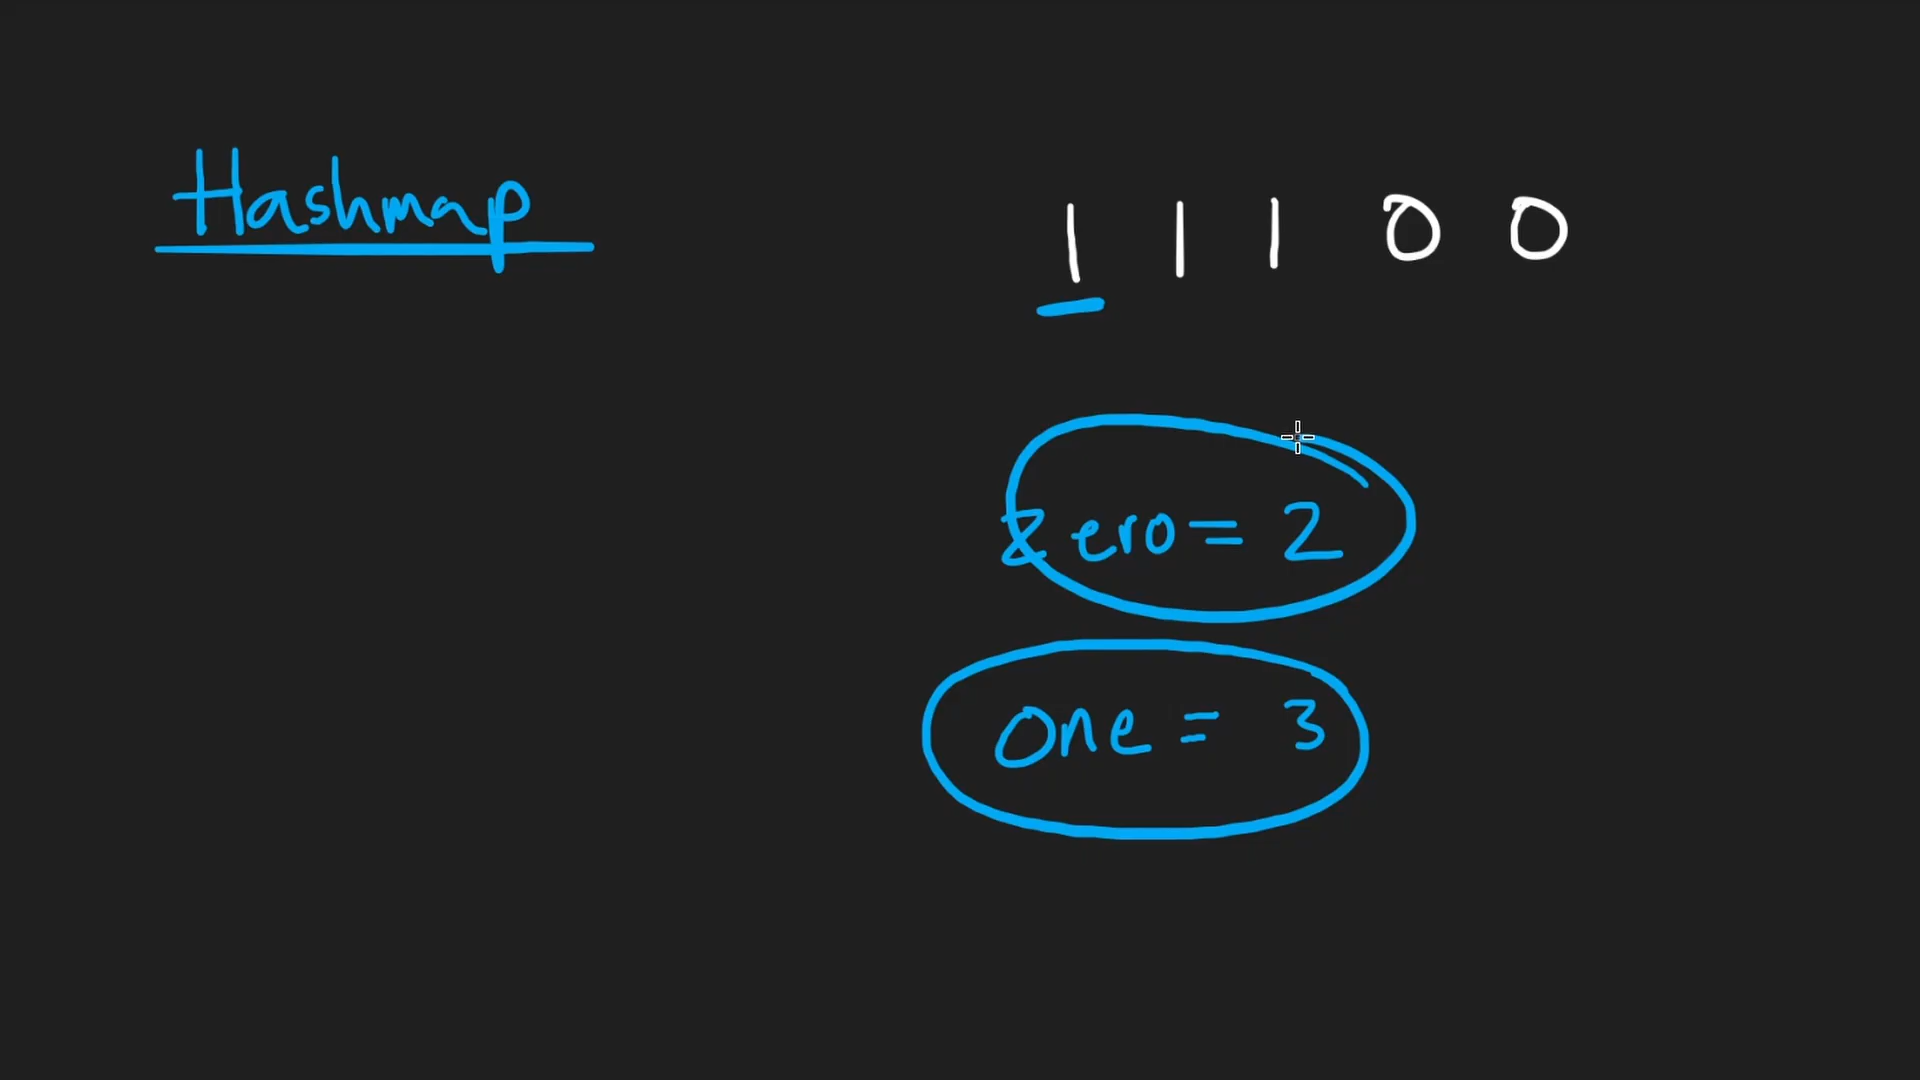 Hashmap
1 1 1 0 0
zero = 2
one = 3